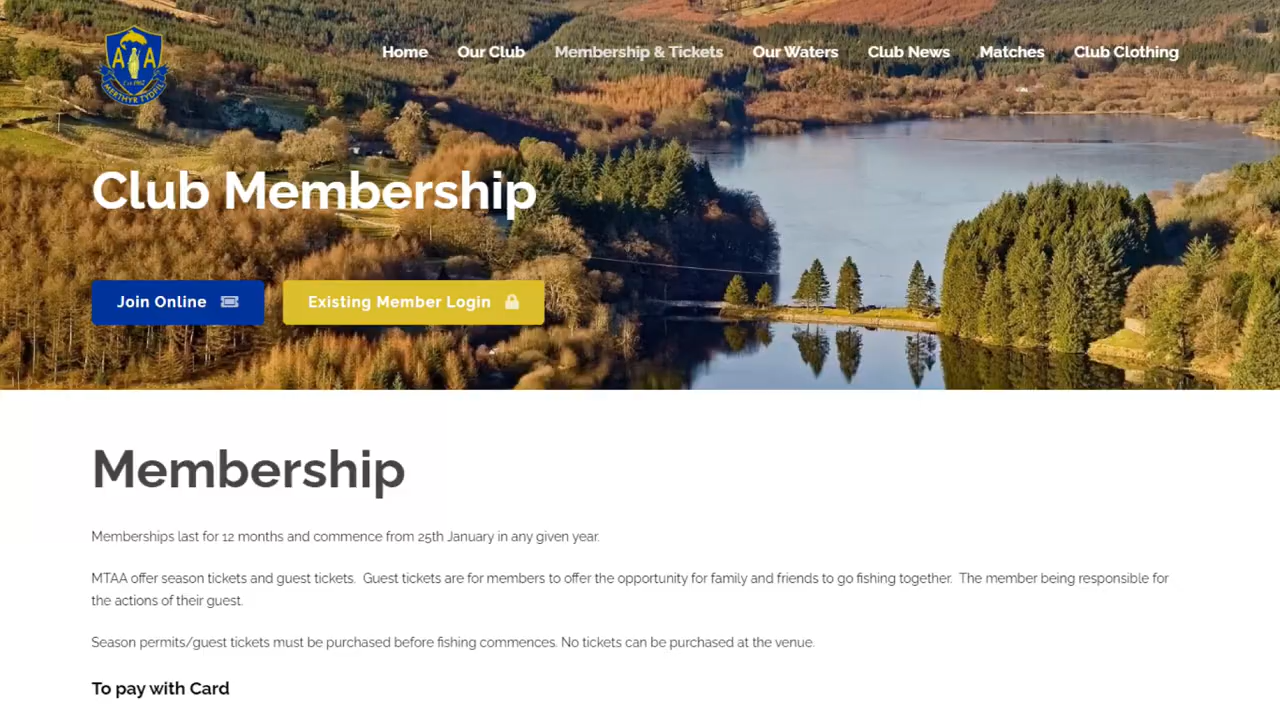 Home Our Club Membership & Tickets Our Waters Club News Matches Club Clothing
A A
Est 1902
MERTHYR TYDFIL
Club Membership
Join Online Existing Member Login
Membership
Memberships last for 12 months and commence from 25th January in any given year.
MTAA offer season tickets and guest tickets. Guest tickets are for members to offer the opportunity for family and friends to go fishing together. The member being responsible for
the actions of their guest.
Season permits/guest tickets must be purchased before fishing commences. No tickets can be purchased at the venue.
To pay with Card